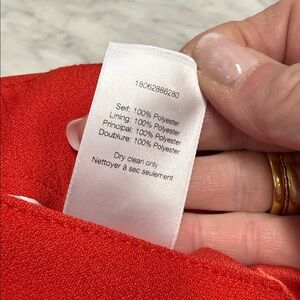 18062866280
Self: 100% Polyester
Lining: 100% Polyester
Principal: 100% Polyester
Doublure: 100% Polyester
Dry clean only
Nettoyer à sec seulement